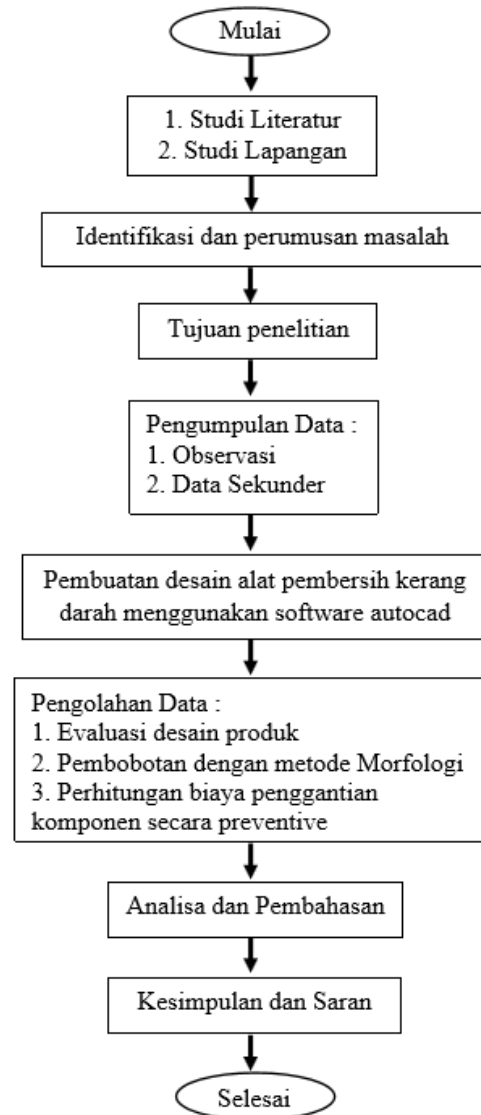 Mulai
1. Studi Literatur
2. Studi Lapangan
Identifikasi dan perumusan masalah
Tujuan penelitian
Pengumpulan Data :
1. Observasi
2. Data Sekunder
Pembuatan desain alat pembersih kerang
darah menggunakan software autocad
Pengolahan Data :
1. Evaluasi desain produk
2. Pembobotan dengan metode Morfologi
3. Perhitungan biaya penggantian
komponen secara preventive
Analisa dan Pembahasan
Kesimpulan dan Saran
Selesai